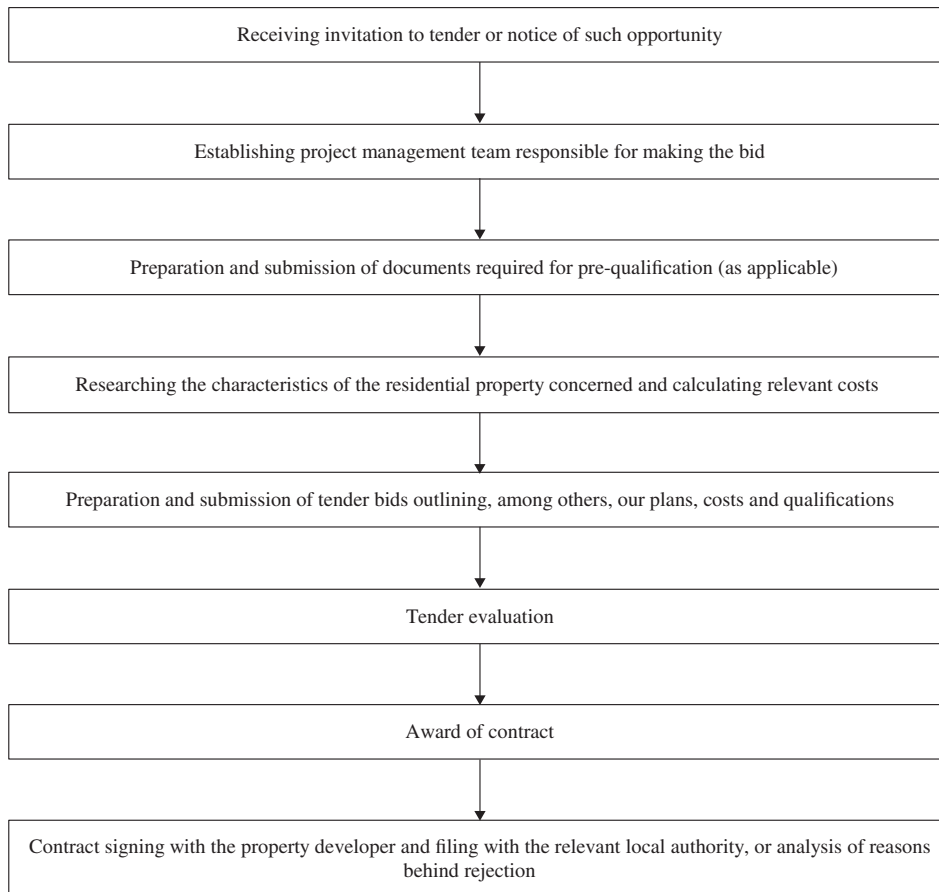 Receiving invitation to tender or notice of such opportunity
Establishing project management team responsible for making the bid
Preparation and submission of documents required for pre-qualification (as applicable)
Researching the characteristics of the residential property concerned and calculating relevant costs
Preparation and submission of tender bids outlining, among others, our plans, costs and qualifications
Tender evaluation
Award of contract
Contract signing with the property developer and filing with the relevant local authority, or analysis of reasons
behind rejection